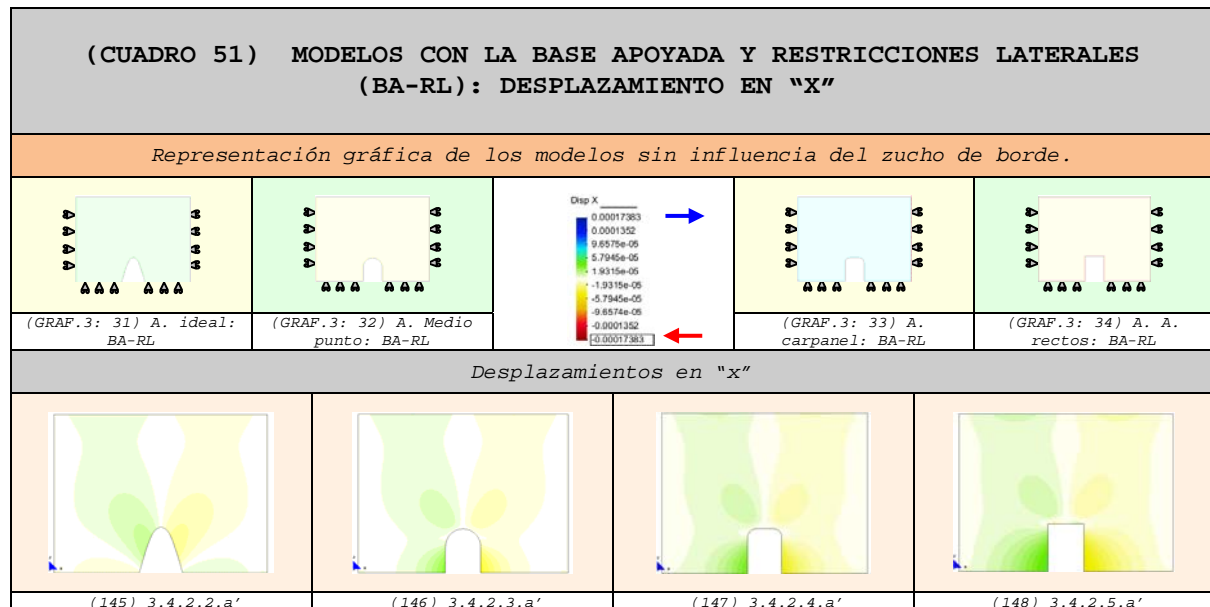 (CUADRO 51)  MODELOS CON LA BASE APOYADA Y RESTRICCIONES LATERALES
(BA-RL): DESPLAZAMIENTO EN “X”
Representación gráfica de los modelos sin influencia del zucho de borde.
(GRAF.3: 31) A. ideal:
BA-RL
(GRAF.3: 32) A. Medio
punto: BA-RL
Disp X
0.00017383
0.0001352
9.6575e-05
5.7945e-05
1.9315e-05
-1.9315e-05
-5.7945e-05
-9.6574e-05
-0.0001352
-0.00017383
(GRAF.3: 33) A.
carpanel: BA-RL
(GRAF.3: 34) A. A.
rectos: BA-RL
Desplazamientos en “x”
(145) 3.4.2.2.a’
(146) 3.4.2.3.a’
(147) 3.4.2.4.a’
(148) 3.4.2.5.a’